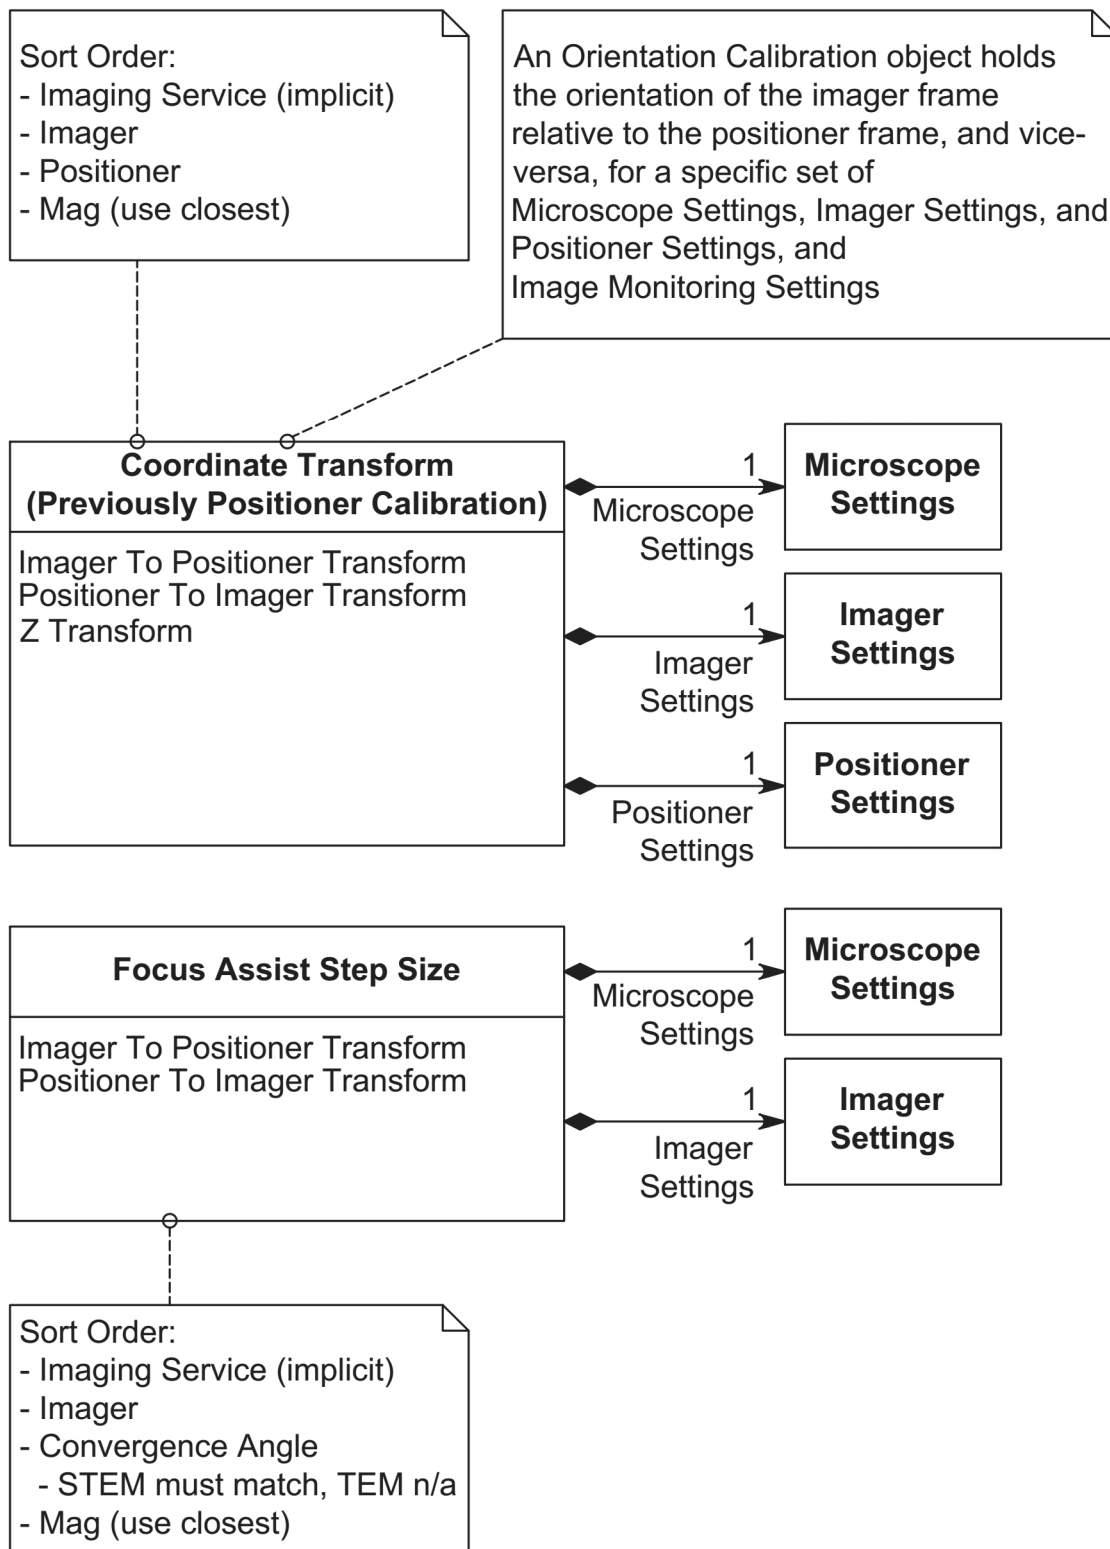 Sort Order:
- Imaging Service (implicit)
- Imager
- Positioner
- Mag (use closest)
An Orientation Calibration object holds
the orientation of the imager frame
relative to the positioner frame, and vice-
versa, for a specific set of
Microscope Settings, Imager Settings, and
Positioner Settings, and
Image Monitoring Settings
Coordinate Transform
(Previously Positioner Calibration)
Imager To Positioner Transform
Positioner To Imager Transform
Z Transform
1
Microscope
Settings
Microscope
Settings
1
Imager
Settings
Imager
Settings
1
Positioner
Settings
Positioner
Settings
Focus Assist Step Size
Imager To Positioner Transform
Positioner To Imager Transform
1
Microscope
Settings
Microscope
Settings
1
Imager
Settings
Imager
Settings
Sort Order:
- Imaging Service (implicit)
- Imager
- Convergence Angle
- STEM must match, TEM n/a
- Mag (use closest)